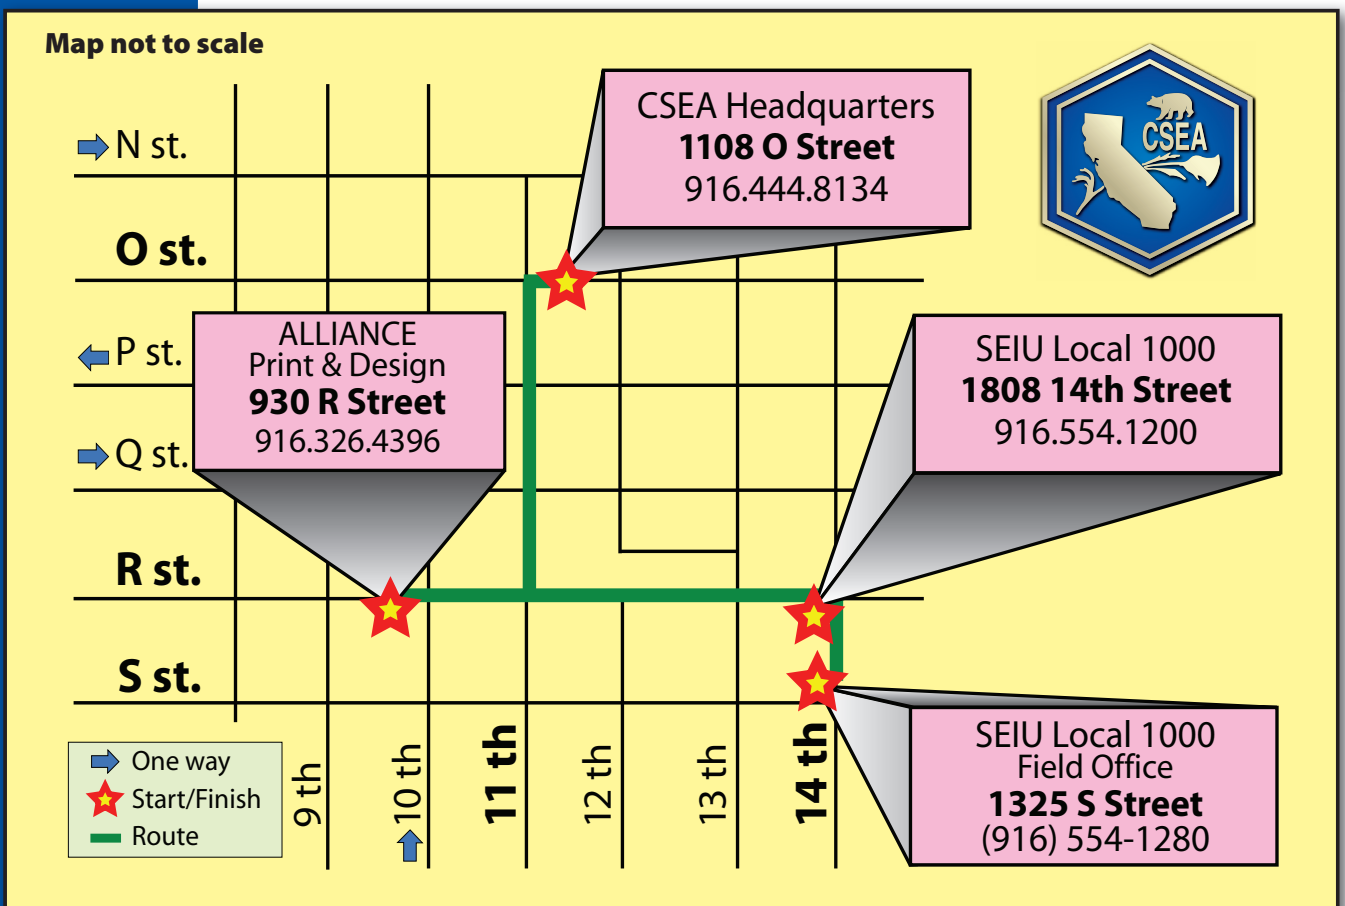 Map not to scale
N st.
O st.
P st.
Q st.
R st.
S st.
CSEA Headquarters
1108 O Street
916.444.8134
CSEA
ALLIANCE
Print & Design
930 R Street
916.326.4396
SEIU Local 1000
1808 14th Street
916.554.1200
SEIU Local 1000
Field Office
1325 S Street
(916) 554-1280
One way
Start/Finish
Route
9 th
10 th
11 th
12 th
13 th
14 th